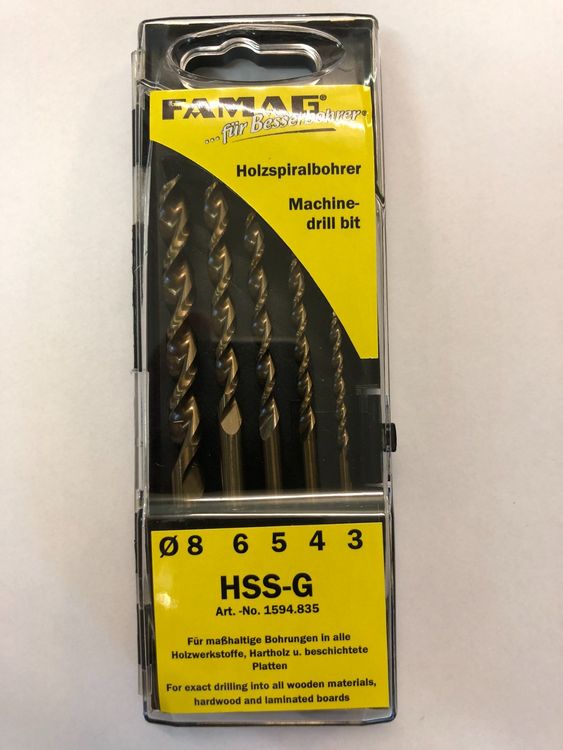 FAMAG®
...für Besserbohrer®
Holzspiralbohrer
Machine-
drill bit
Ø 8 6 5 4 3
HSS-G
Art. -No. 1594.835
Für maßhaltige Bohrungen in alle
Holzwerkstoffe, Hartholz u. beschichtete
Platten
For exact drilling into all wooden materials,
hardwood and laminated boards